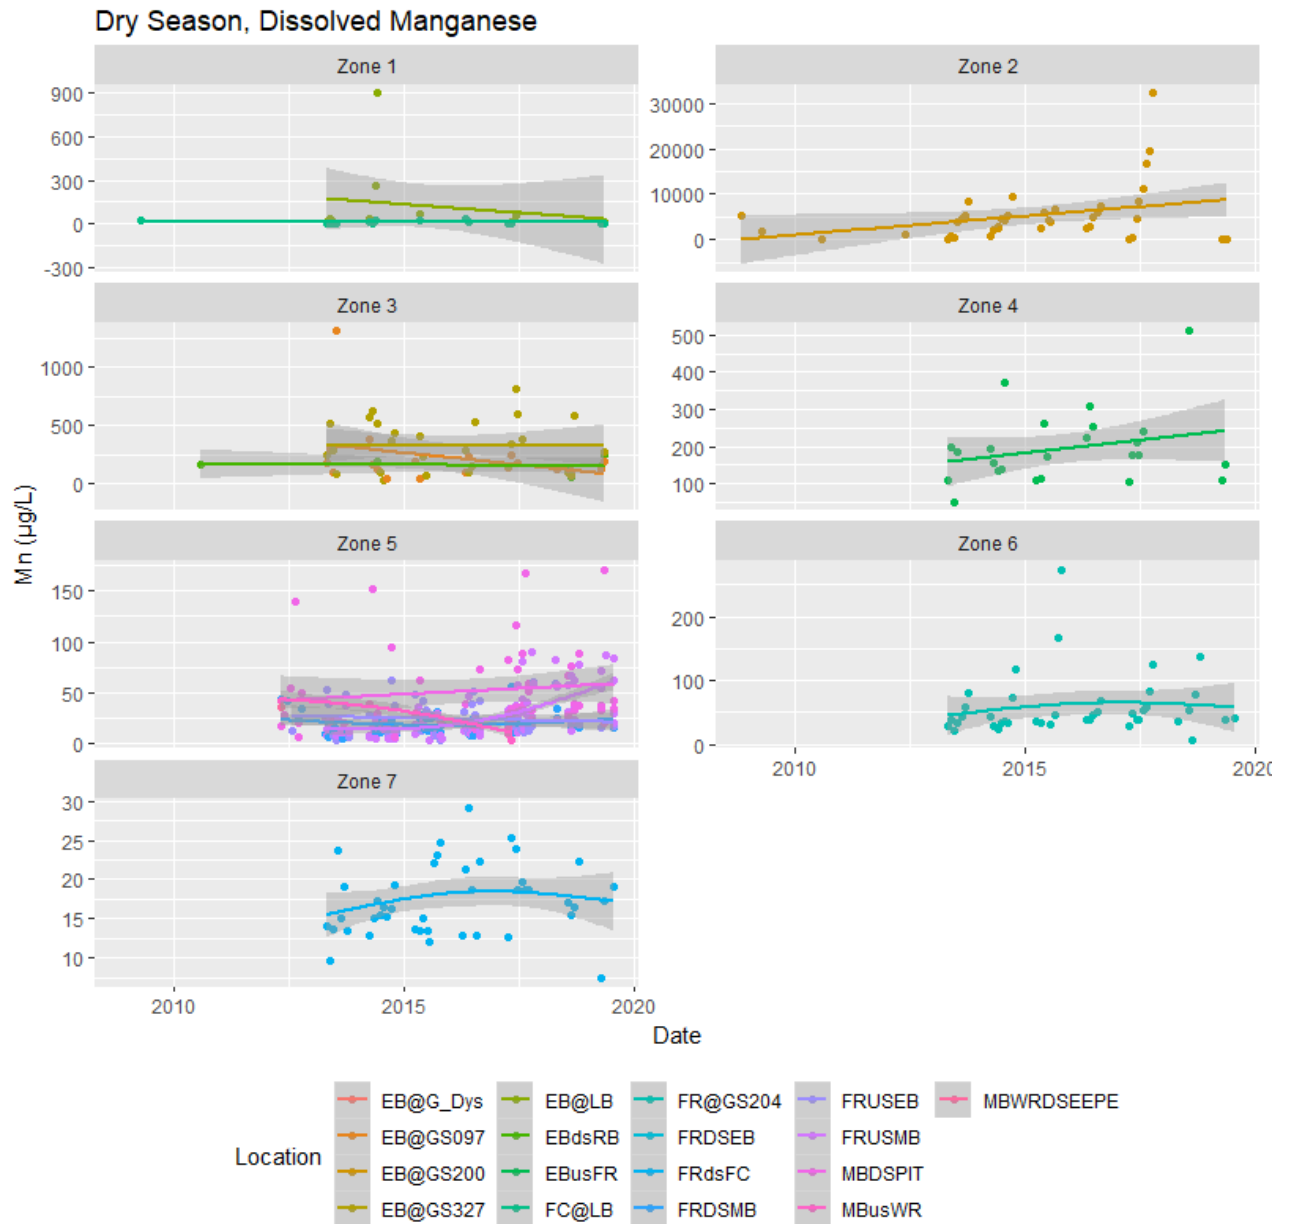 Dry Season, Dissolved Manganese
Zone 1
900
600
300
0
-300
Zone 2
30000
20000
10000
0
Zone 3
1000
500
0
Zone 4
500
400
300
200
100
Mn (µg/L)
Zone 5
150
100
50
0
Zone 6
200
100
0
2010
2015
2020
Zone 7
30
25
20
15
10
2010
2015
2020
Date
Location
EB@G_Dys
EB@GS097
EB@GS200
EB@GS327
EB@LB
EBdsRB
EBusFR
FC@LB
FR@GS204
FRDSEB
FRdsFC
FRDSMB
FRUSEB
FRUSMB
MBDSPIT
MBusWR
MBWRDSEEPE